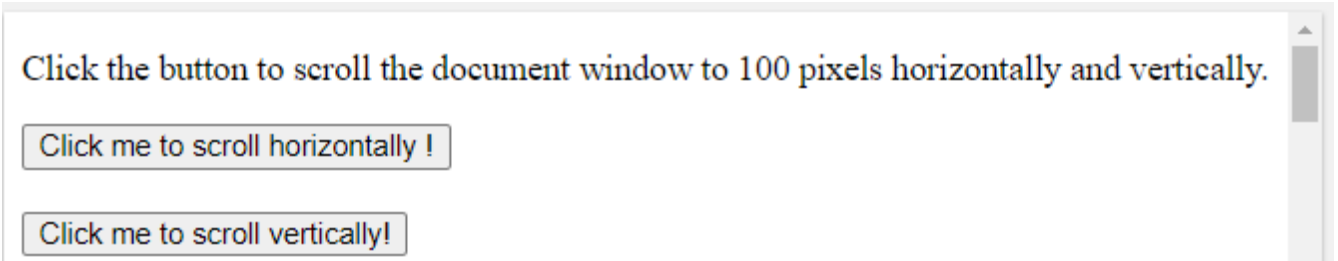 Click the button to scroll the document window to 100 pixels horizontally and vertically.
Click me to scroll horizontally !
Click me to scroll vertically!